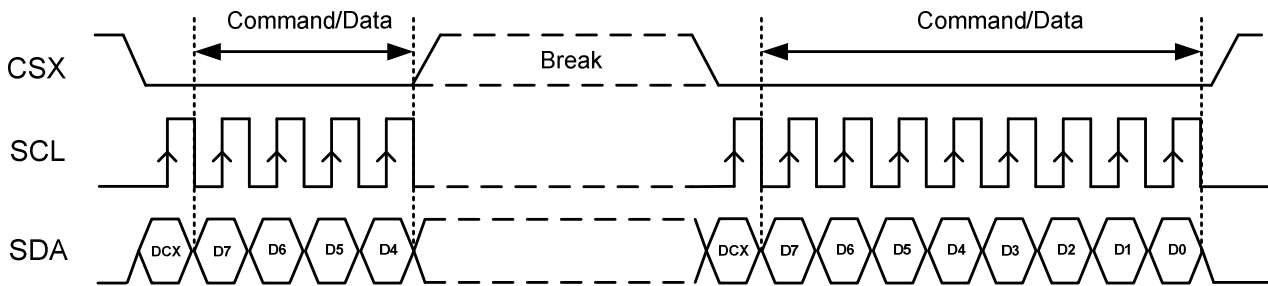 Command/Data Command/Data
CSX Break
SCL
SDA DCX D7 D6 D5 D4 DCX D7 D6 D5 D4 D3 D2 D1 D0